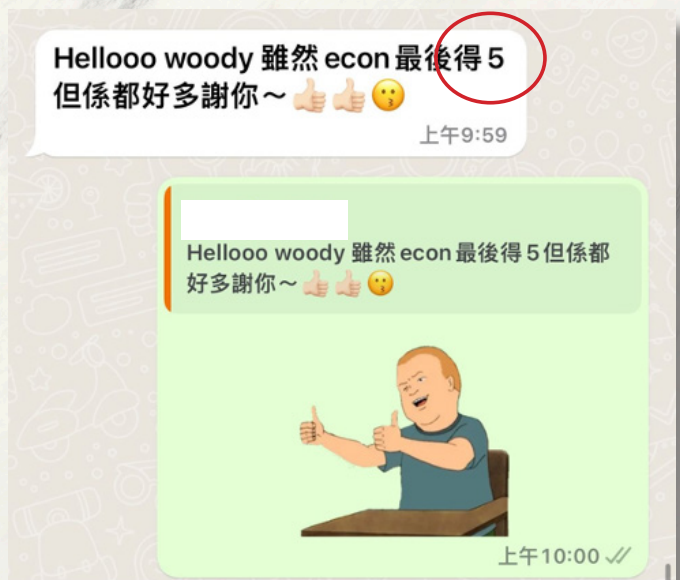 Hellooo woody 雖然 econ 最後得 5
但係都好多謝你～👍🏻👍🏻😗
上午9:59
Hellooo woody 雖然 econ 最後得 5 但係都
好多謝你～👍🏻👍🏻😗
上午10:00